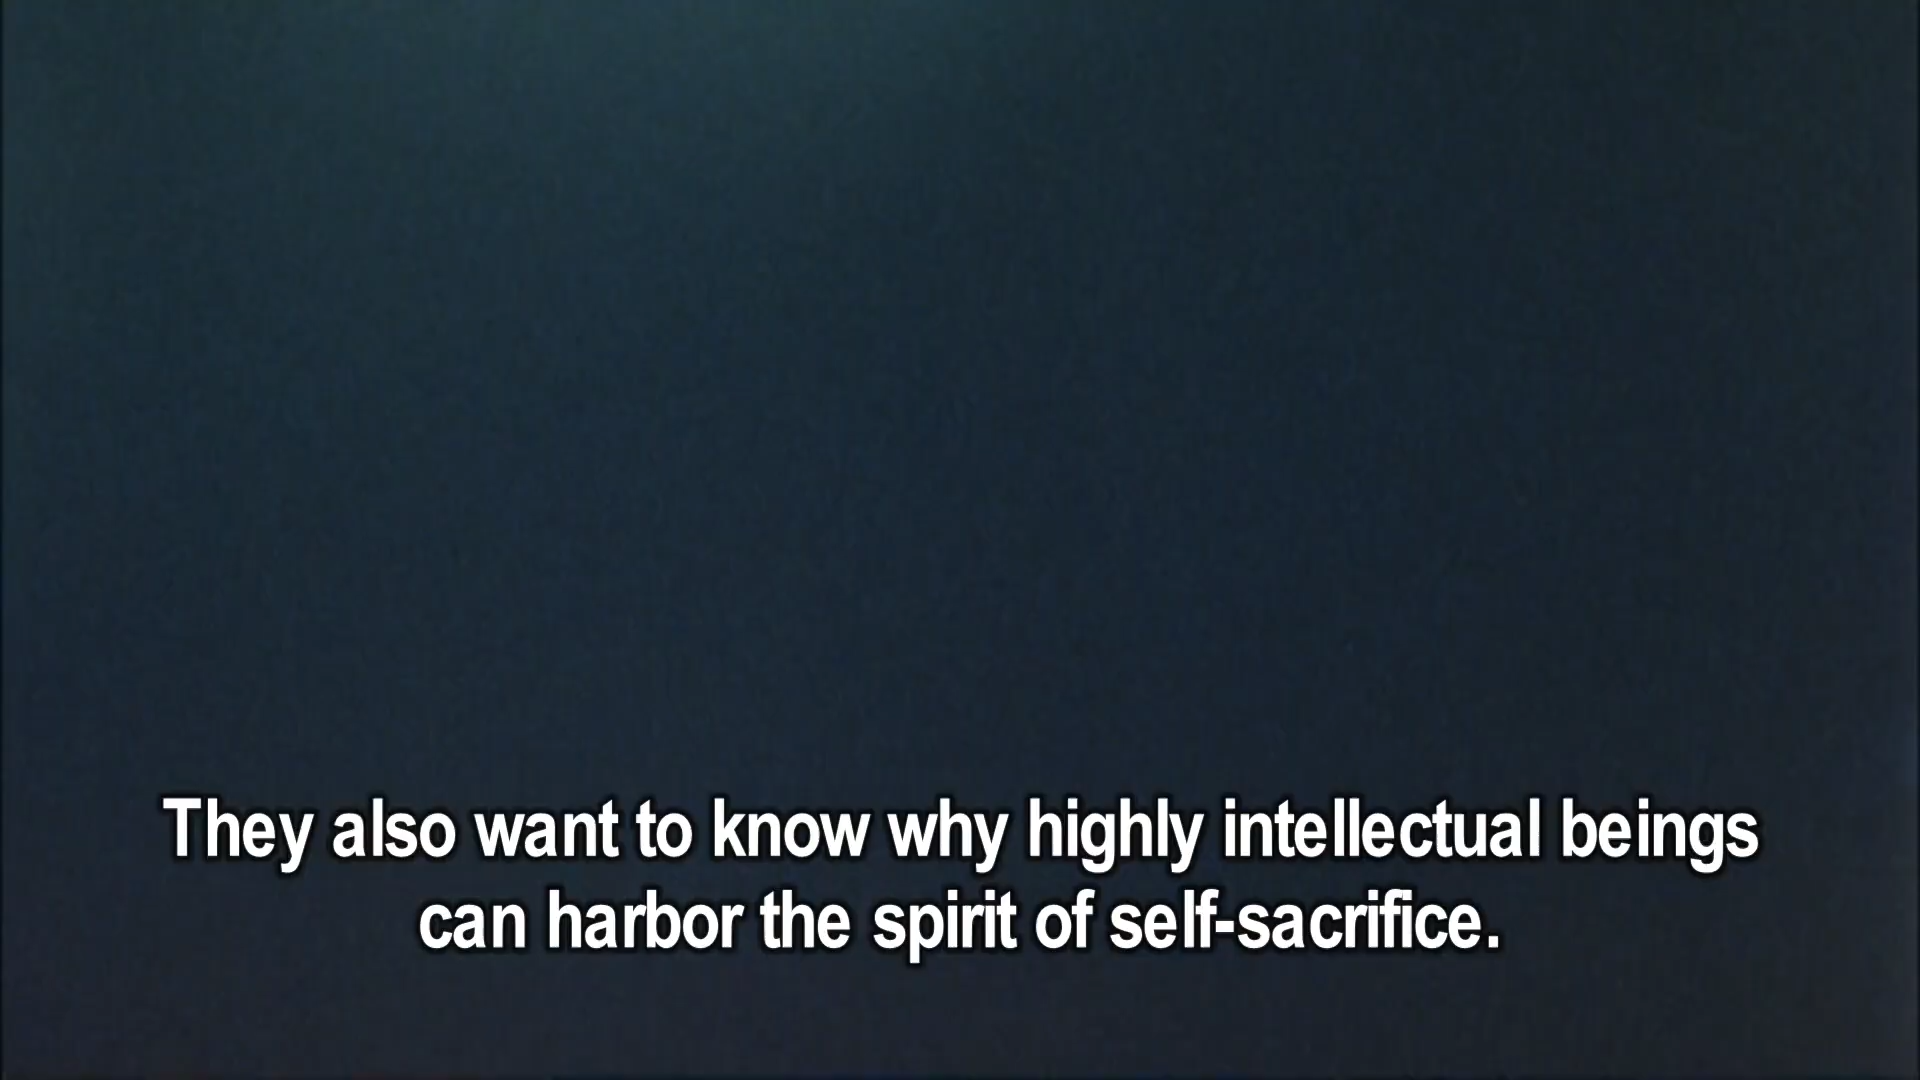 They also want to know why highly intellectual beings
can harbor the spirit of self-sacrifice.